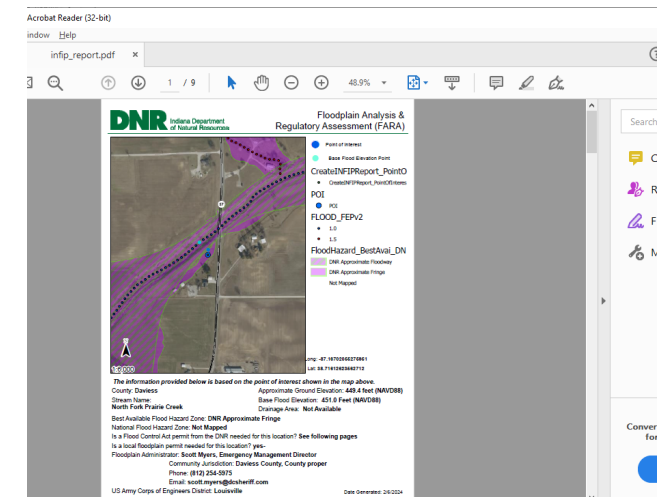 Acrobat Reader (32-bit)
indow Help
infip_report.pdf ×
1 / 9 48.9%
DNR Indiana Department of Natural Resources
Floodplain Analysis &
Regulatory Assessment (FARA)
Point of Interest
Base Flood Elevation Point
CreateINFIPReport_PointO
CreateINFIPReport_PointOfInteres
POI
POI
FLOOD_FEPv2
1.0
1.5
FloodHazard_BestAvai_DN
DNR Approximate Floodway
DNR Approximate Fringe
Not Mapped
57
The information provided below is based on the point of interest shown in the map above.
County: Daviess Approximate Ground Elevation: 449.4 feet (NAVD88)
Stream Name: Base Flood Elevation: 451.0 Feet (NAVD88)
North Fork Prairie Creek Drainage Area: Not Available
Best Available Flood Hazard Zone: DNR Approximate Fringe
National Flood Hazard Zone: Not Mapped
Is a Flood Control Act permit from the DNR needed for this location? See following pages
Is a local floodplain permit needed for this location? yes-
Floodplain Administrator: Scott Myers, Emergency Management Director
Community Jurisdiction: Daviess County, County proper
Phone: (812) 254-5975
Email: scott.myers@dcsheriff.com
US Army Corps of Engineers District: Louisville Date Generated: 2/6/2024
Search
C
R
F
M
Conver
for